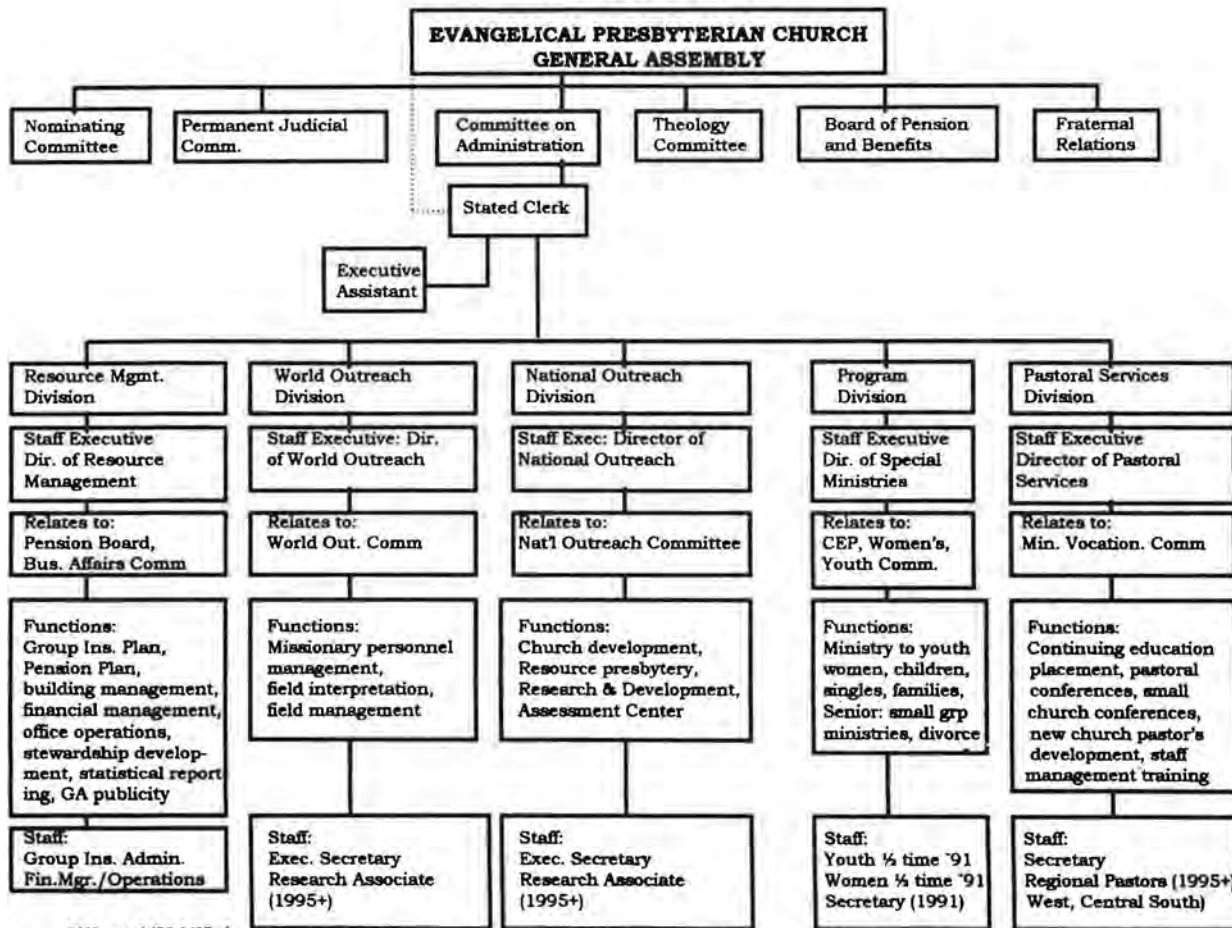 EVANGELICAL PRESBYTERIAN CHURCH
GENERAL ASSEMBLY
Nominating
Committee
Permanent Judicial
Comm.
Committee on
Administration
Theology
Committee
Board of Pension
and Benefits
Fraternal
Relations
Stated Clerk
Executive
Assistant
Resource Mgmt.
Division
World Outreach
Division
National Outreach
Division
Program
Division
Pastoral Services
Division
Staff Executive
Dir. of Resource
Management
Staff Executive: Dir.
of World Outreach
Staff Exec: Director of
National Outreach
Staff Executive
Dir. of Special
Ministries
Staff Executive
Director of Pastoral
Services
Relates to:
Pension Board,
Bus. Affairs Comm
Relates to:
World Out. Comm
Relates to:
Nat'l Outreach Committee
Relates to:
CEP, Women's,
Youth Comm.
Relates to:
Min. Vocation. Comm
Functions:
Group Ins. Plan,
Pension Plan,
building management,
financial management,
office operations,
stewardship develop-
ment, statistical report
ing, GA publicity
Functions:
Missionary personnel
management,
field interpretation,
field management
Functions:
Church development,
Resource presbytery,
Research & Development,
Assessment Center
Functions:
Ministry to youth
women, children,
singles, families,
Senior: small grp
ministries, divorce
Functions:
Continuing education
placement, pastoral
conferences, small
church conferences,
new church pastor's
development, staff
management training
Staff:
Group Ins. Admin.
Fin.Mgr./Operations
Staff:
Exec. Secretary
Research Associate
(1995+)
Staff:
Exec. Secretary
Research Associate
(1995+)
Staff:
Youth ½ time '91
Women ½ time '91
Secretary (1991)
Staff:
Secretary
Regional Pastors (1995+)
West, Central South)